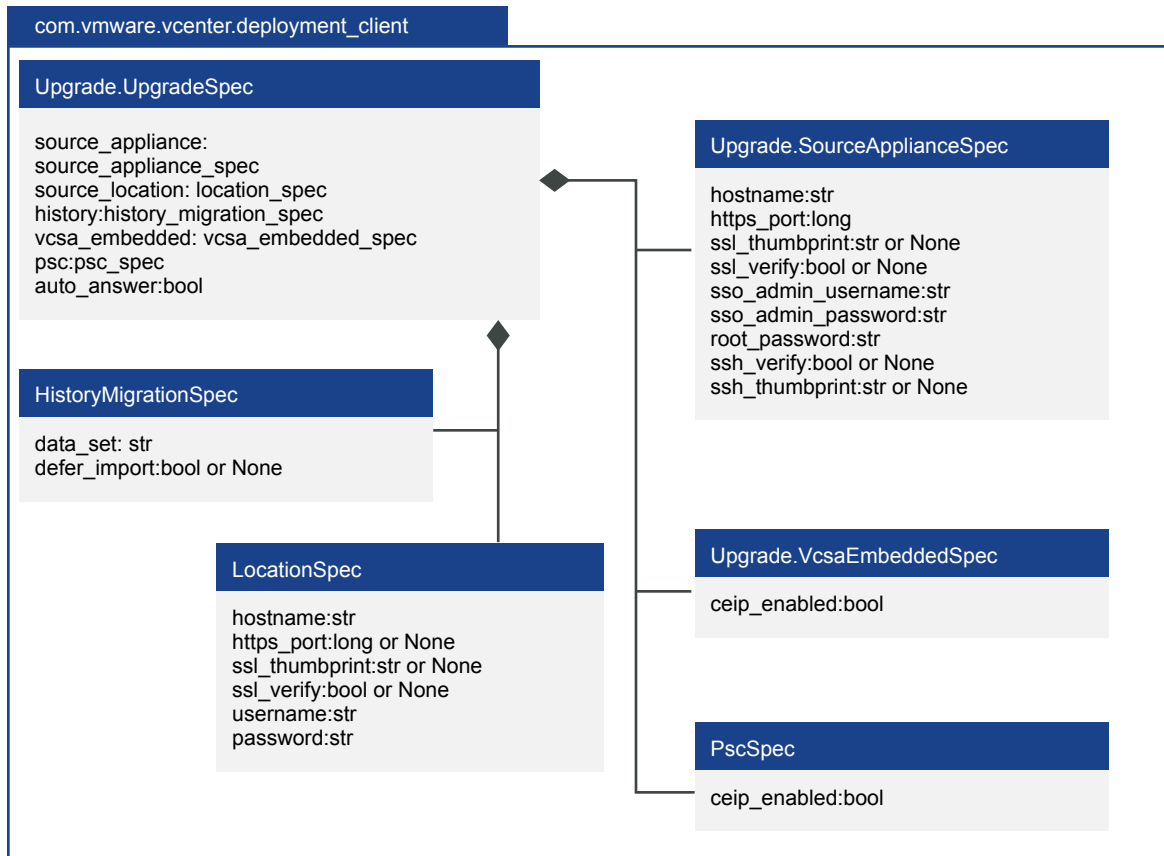 com.vmware.vcenter.deployment_client
Upgrade.UpgradeSpec
source_appliance:
source_appliance_spec
source_location: location_spec
history:history_migration_spec
vcsa_embedded: vcsa_embedded_spec
psc:psc_spec
auto_answer:bool
Upgrade.SourceApplianceSpec
hostname:str
https_port:long
ssl_thumbprint:str or None
ssl_verify:bool or None
sso_admin_username:str
sso_admin_password:str
root_password:str
ssh_verify:bool or None
ssh_thumbprint:str or None
HistoryMigrationSpec
data_set: str
defer_import:bool or None
LocationSpec
hostname:str
https_port:long or None
ssl_thumbprint:str or None
ssl_verify:bool or None
username:str
password:str
Upgrade.VcsaEmbeddedSpec
ceip_enabled:bool
PscSpec
ceip_enabled:bool